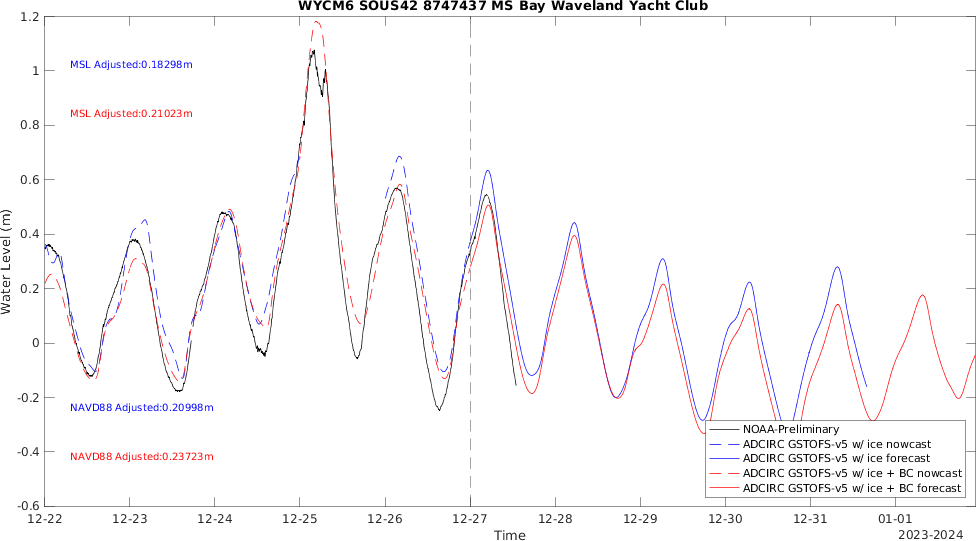 WYCM6 SOUS42 8747437 MS Bay Waveland Yacht Club
1.2
1
0.8
0.6
0.4
0.2
0
-0.2
-0.4
-0.6
Water Level (m)
MSL Adjusted:0.18298m
MSL Adjusted:0.21023m
NAVD88 Adjusted:0.20998m
NAVD88 Adjusted:0.23723m
NOAA-Preliminary
ADCIRC GSTOFS-v5 w/ ice nowcast
ADCIRC GSTOFS-v5 w/ ice forecast
ADCIRC GSTOFS-v5 w/ ice + BC nowcast
ADCIRC GSTOFS-v5 w/ ice + BC forecast
12-22 12-23 12-24 12-25 12-26 12-27 12-28 12-29 12-30 12-31 01-01
Time
2023-2024